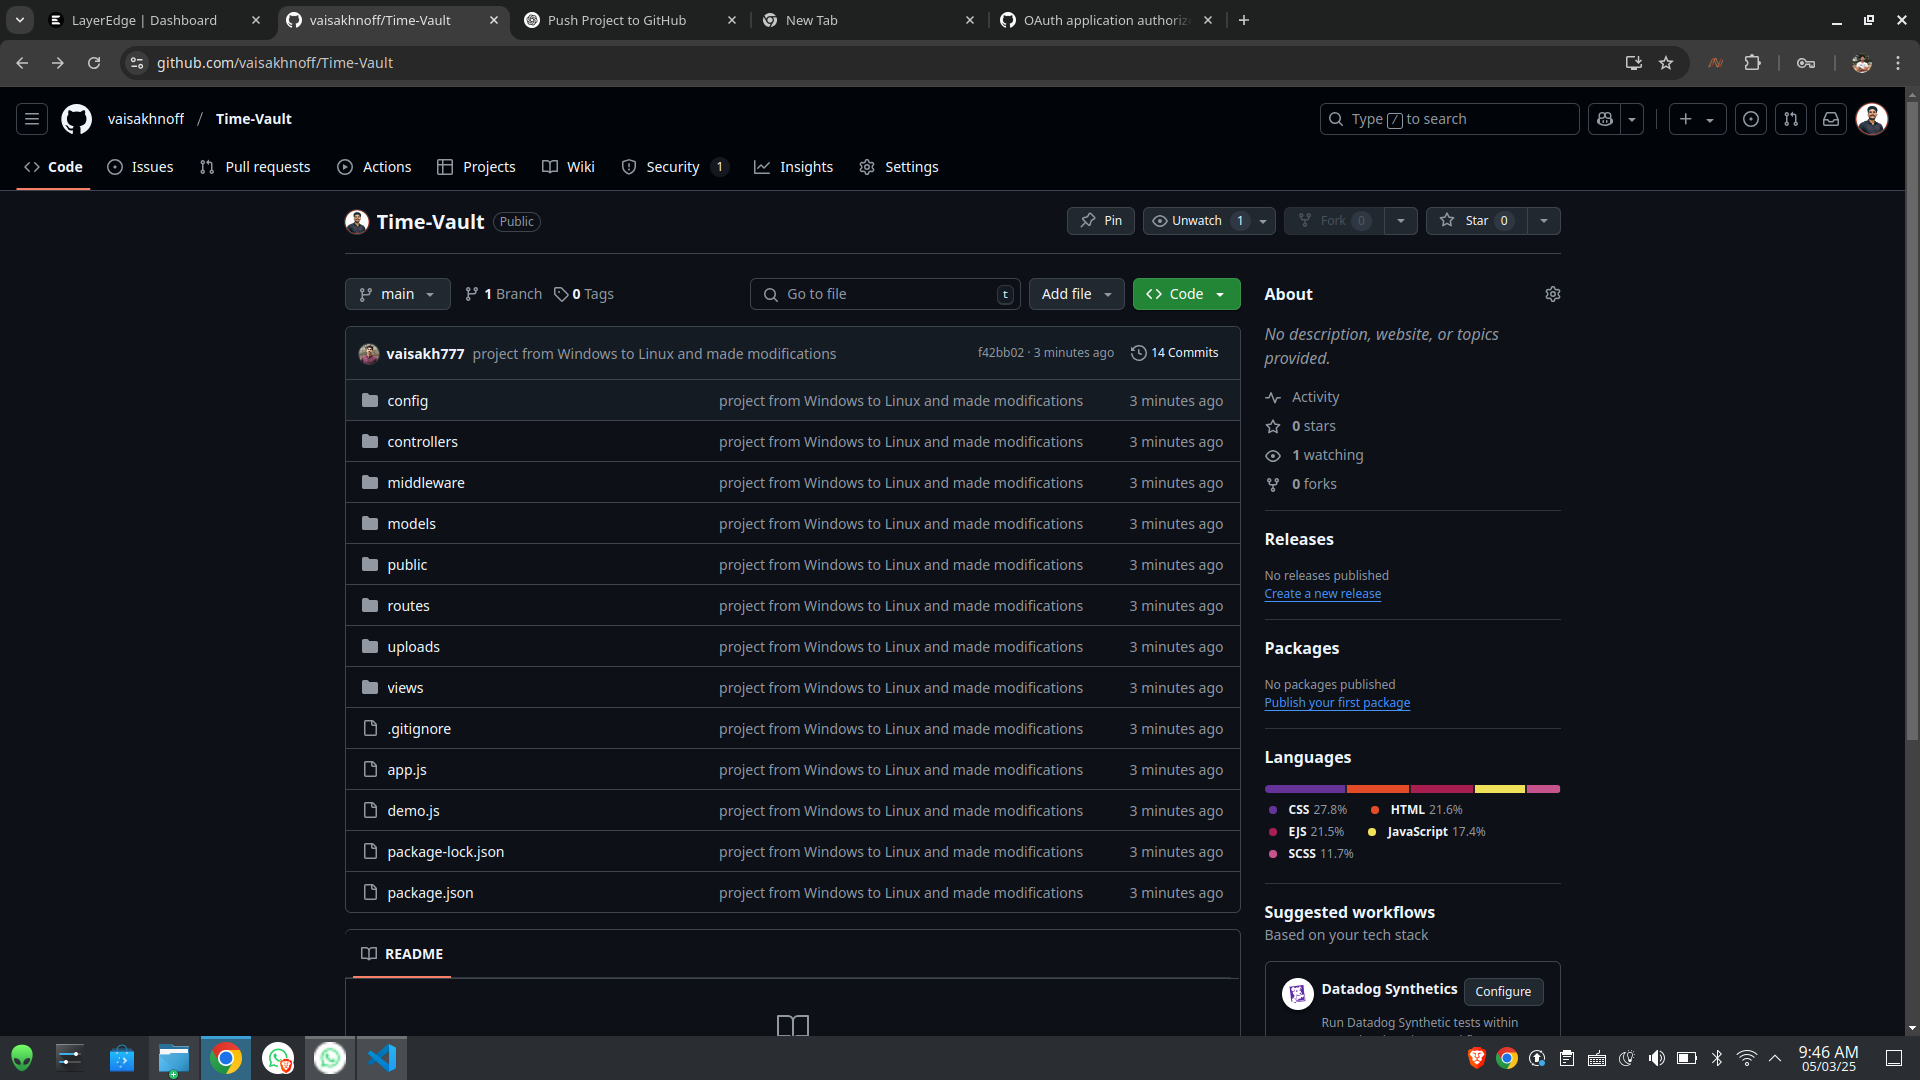 LayerEdge | Dashboard
vaisakhnoff/Time-Vault
Push Project to GitHub
New Tab
OAuth application authoriz
github.com/vaisakhnoff/Time-Vault
vaisakhnoff / Time-Vault
Type / to search
Code
Issues
Pull requests
Actions
Projects
Wiki
Security 1
Insights
Settings
Time-Vault Public
Pin
Unwatch 1
Fork 0
Star 0
main
1 Branch
0 Tags
Go to file t
Add file
Code
vaisakh777 project from Windows to Linux and made modifications f42bb02 · 3 minutes ago 14 Commits
config project from Windows to Linux and made modifications 3 minutes ago
controllers project from Windows to Linux and made modifications 3 minutes ago
middleware project from Windows to Linux and made modifications 3 minutes ago
models project from Windows to Linux and made modifications 3 minutes ago
public project from Windows to Linux and made modifications 3 minutes ago
routes project from Windows to Linux and made modifications 3 minutes ago
uploads project from Windows to Linux and made modifications 3 minutes ago
views project from Windows to Linux and made modifications 3 minutes ago
.gitignore project from Windows to Linux and made modifications 3 minutes ago
app.js project from Windows to Linux and made modifications 3 minutes ago
demo.js project from Windows to Linux and made modifications 3 minutes ago
package-lock.json project from Windows to Linux and made modifications 3 minutes ago
package.json project from Windows to Linux and made modifications 3 minutes ago
README
About
No description, website, or topics
provided.
Activity
0 stars
1 watching
0 forks
Releases
No releases published
Create a new release
Packages
No packages published
Publish your first package
Languages
CSS 27.8% HTML 21.6%
EJS 21.5% JavaScript 17.4%
SCSS 11.7%
Suggested workflows
Based on your tech stack
Datadog Synthetics Configure
Run Datadog Synthetic tests within
9:46 AM
05/03/25